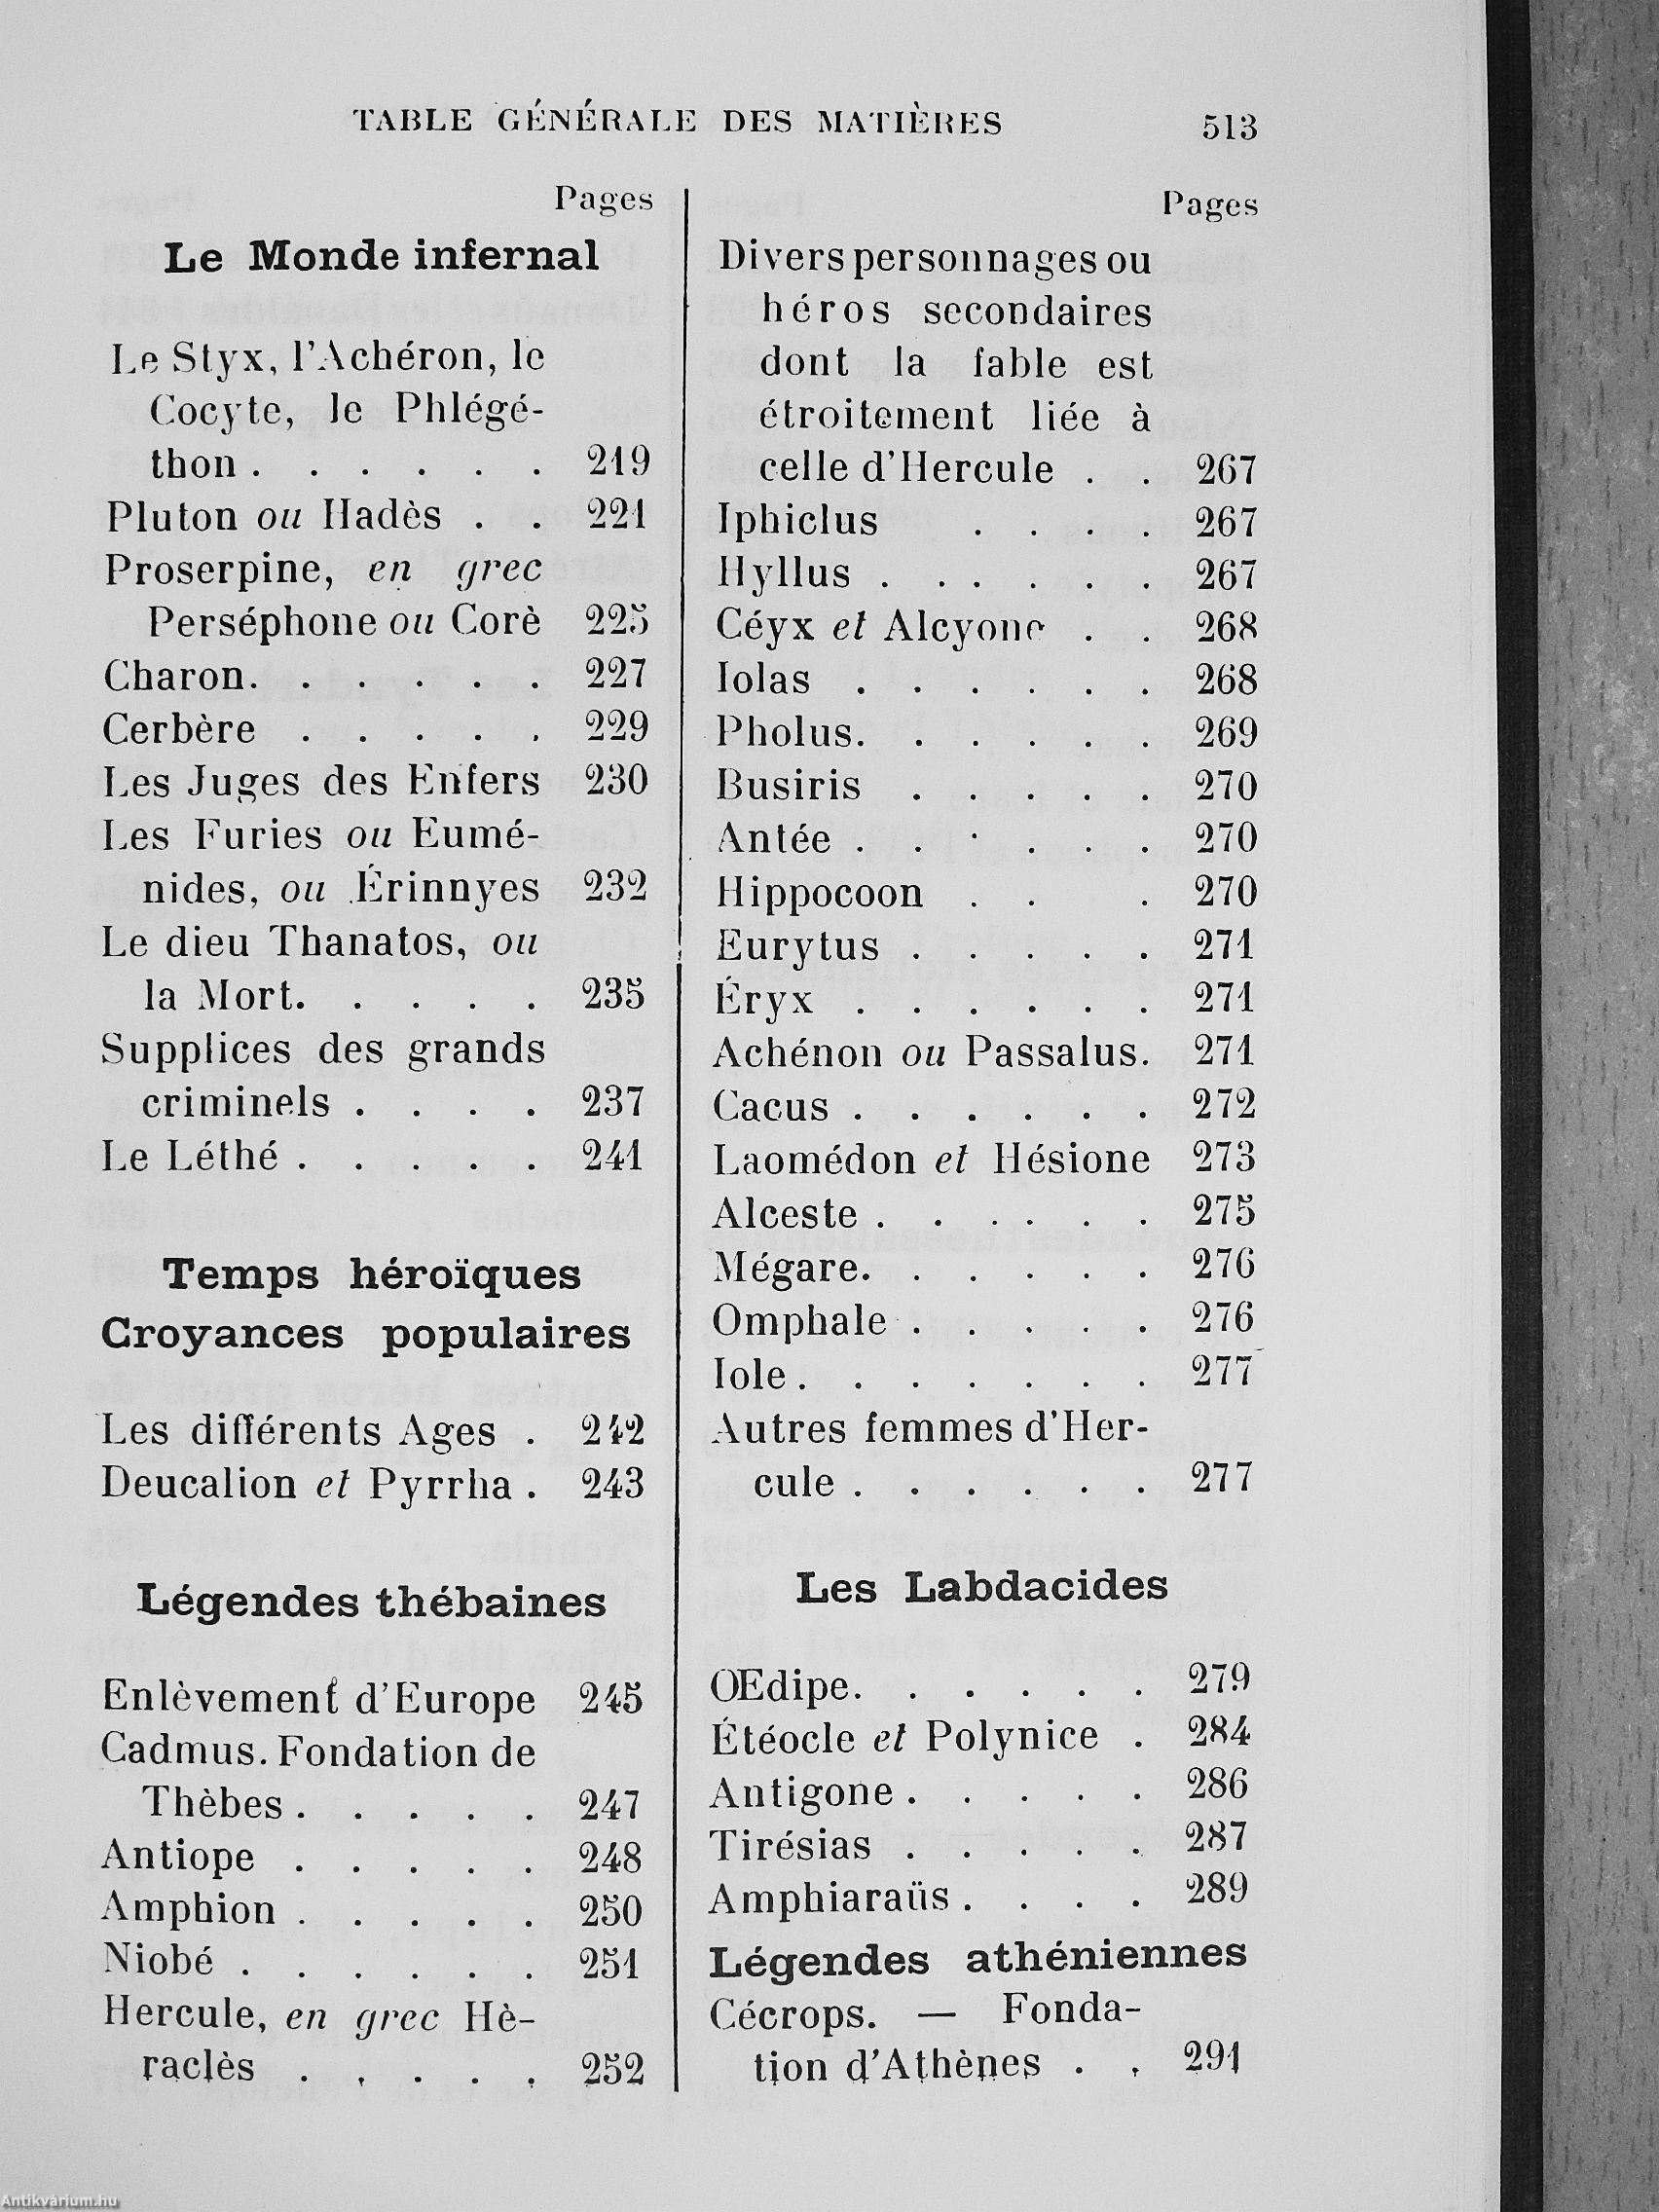 TABLE GÉNÉRALE DES MATIÈRES 513
Pages
Le Monde infernal
Le Styx, l'Achéron, le
Cocyte, le Phlégé-
thon . . . . . . 219
Pluton ou Hadès . . 221
Proserpine, en grec
Perséphone ou Corè 225
Charon. . . . . . 227
Cerbère . . . . . 229
Les Juges des Enfers 230
Les Furies ou Eumé-
nides, ou Érinnyes 232
Le dieu Thanatos, ou
la Mort. . . . . 235
Supplices des grands
criminels . . . . 237
Le Léthé . . . . . 241
Temps héroïques
Croyances populaires
Les différents Ages . 242
Deucalion et Pyrrha . 243
Légendes thébaines
Enlèvement d'Europe 245
Cadmus. Fondation de
Thèbes . . . . . 247
Antiope . . . . . 248
Amphion . . . . . 250
Niobé . . . . . . 251
Hercule, en grec Hè-
raclès . . . . . 252
Pages
Divers personnages ou
héros secondaires
dont la fable est
étroitement liée à
celle d'Hercule . . 267
Iphiclus . . . . 267
Hyllus . . . . . . 267
Céyx et Alcyone . . 268
Iolas . . . . . . 268
Pholus. . . . . . 269
Busiris . . . . . 270
Antée . . . . . . 270
Hippocoon . . . 270
Eurytus . . . . . 271
Éryx . . . . . . 271
Achénon ou Passalus. 271
Cacus . . . . . . 272
Laomédon et Hésione 273
Alceste . . . . . . 275
Mégare. . . . . . 276
Omphale . . . . . 276
Iole . . . . . . . 277
Autres femmes d'Her-
cule . . . . . . 277
Les Labdacides
Œdipe. . . . . . 279
Étéocle et Polynice . 284
Antigone . . . . . 286
Tirésias . . . . . 287
Amphiaraüs . . . . 289
Légendes athéniennes
Cécrops. — Fonda-
tion d'Athènes . . 291
Antikvárium.hu